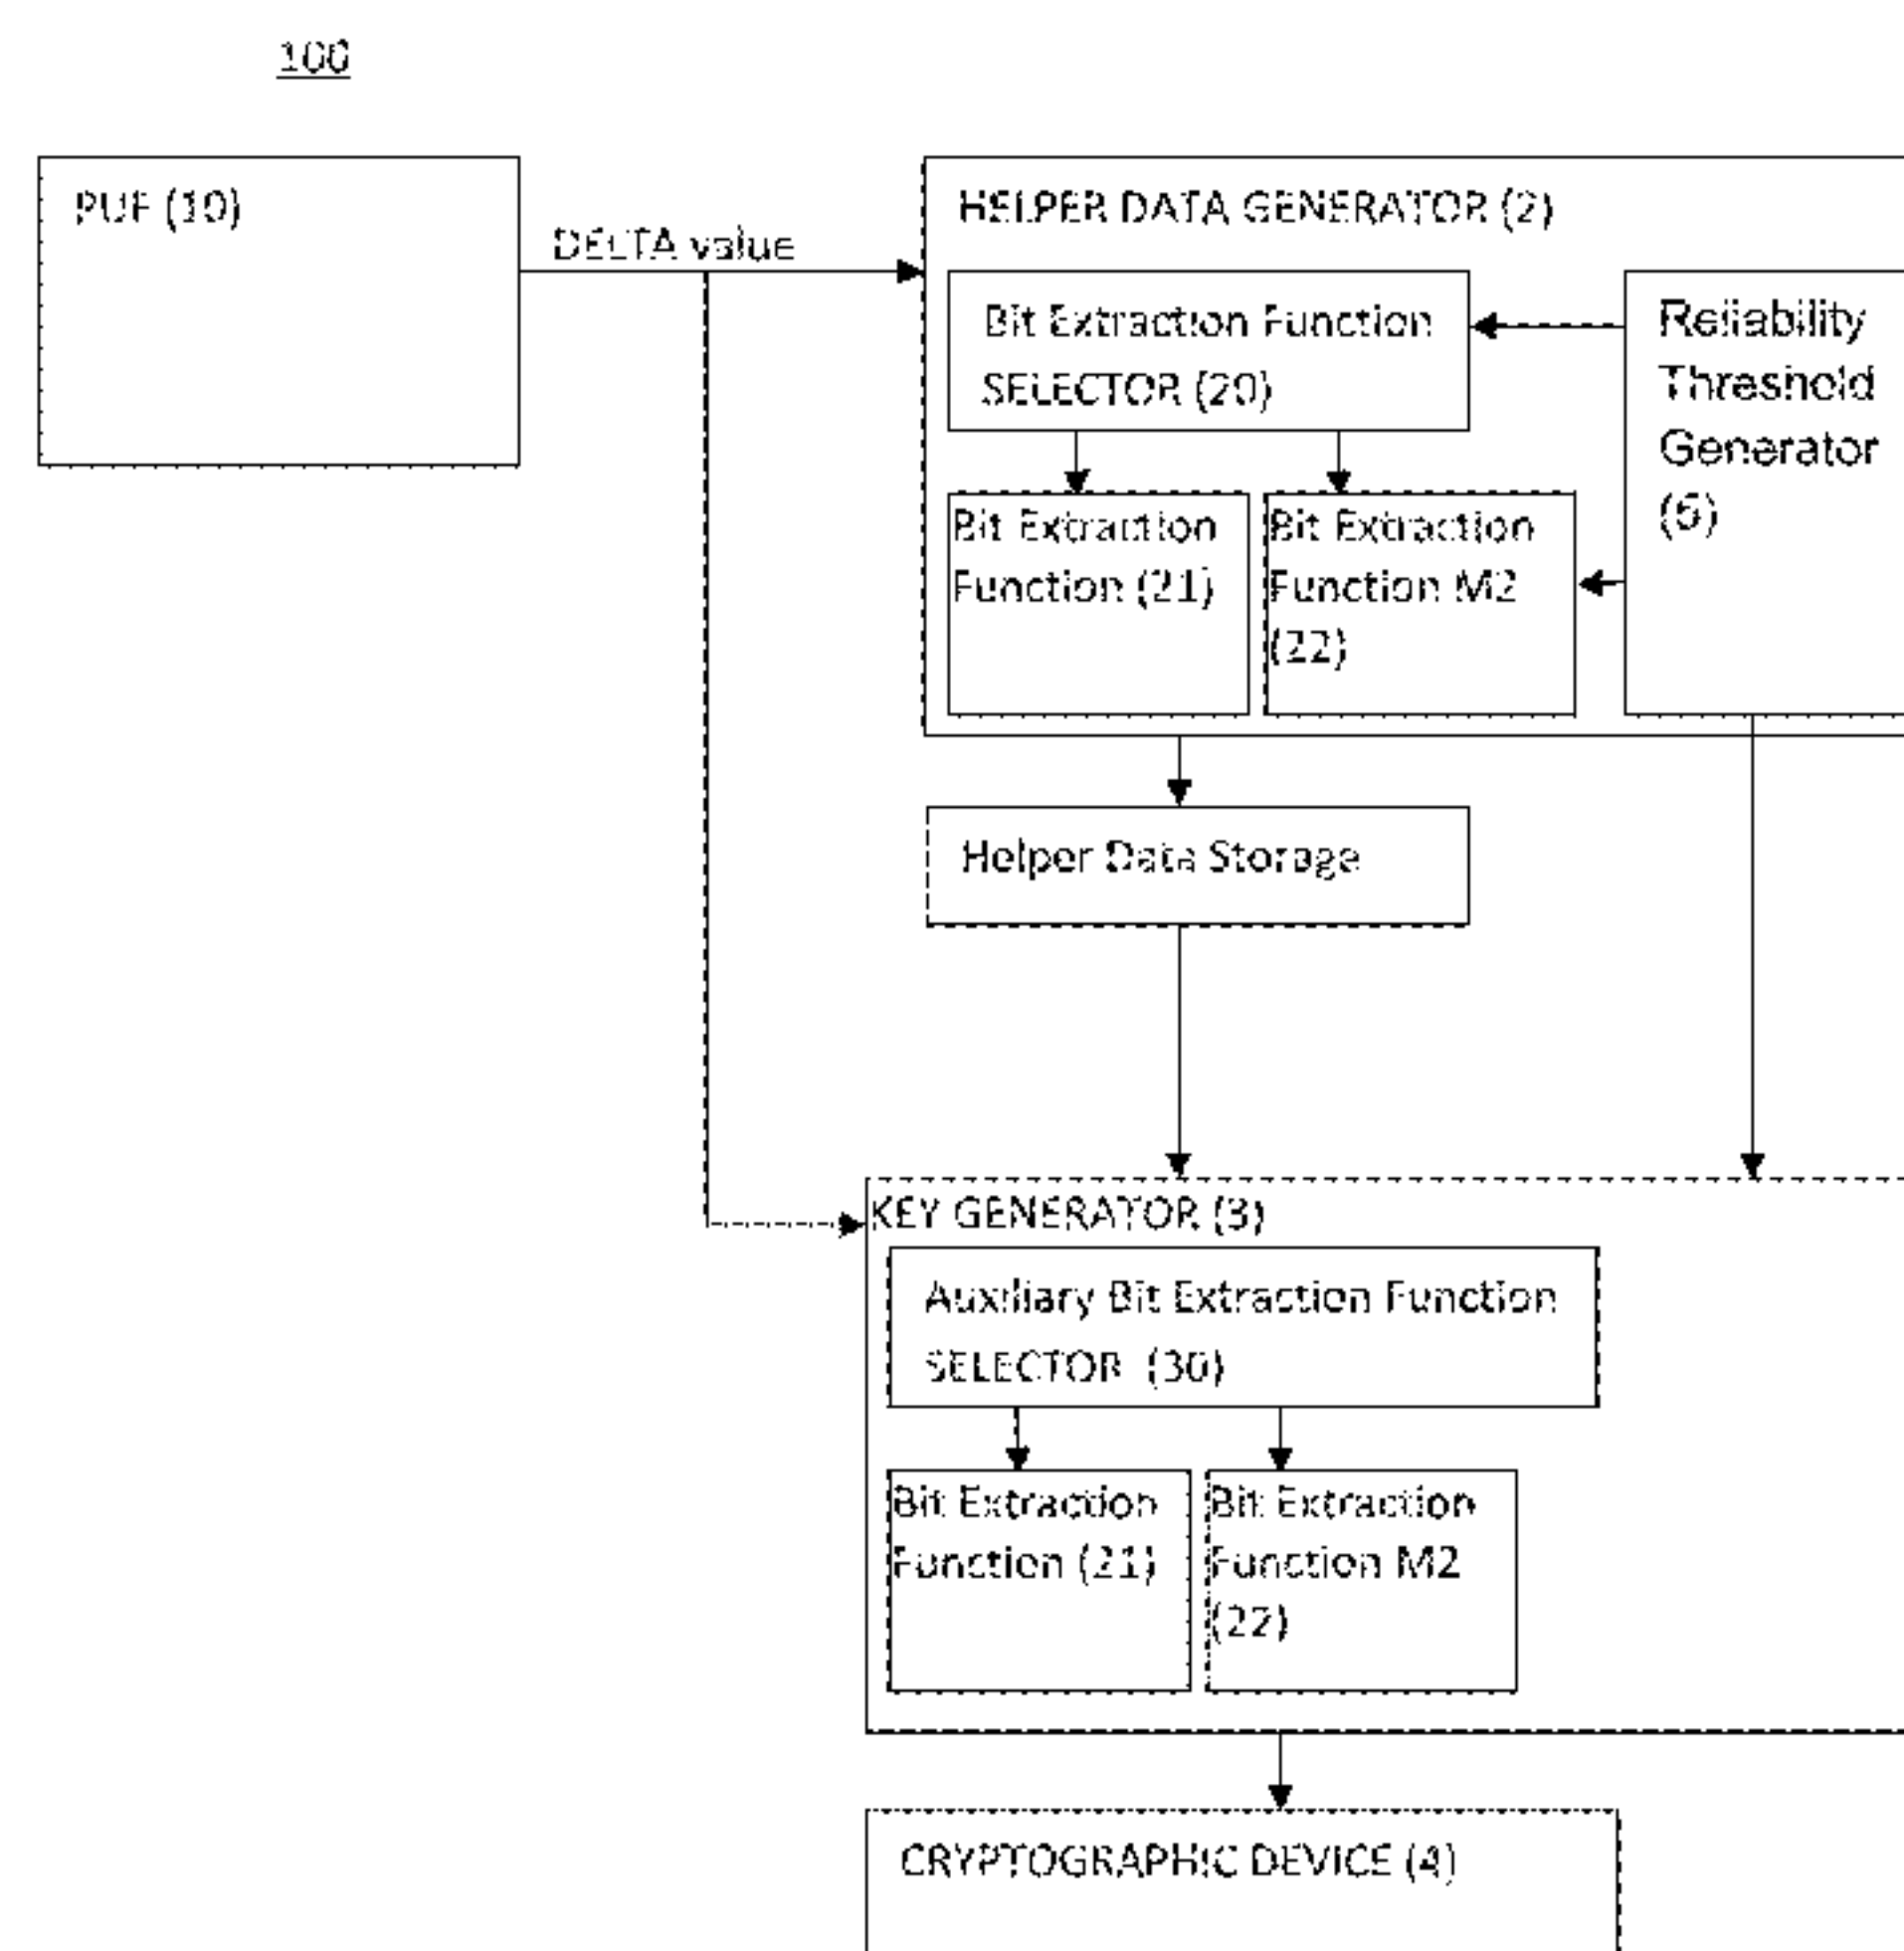 100
PUF (10)
DELTA value
HELPER DATA GENERATOR (2)
Bit Extraction Function
SELECTOR (20)
Reliability
Threshold
Generator
(6)
Bit Extraction
Function (21)
Bit Extraction
Function M2
(22)
Helper Data Storage
KEY GENERATOR (3)
Auxiliary Bit Extraction Function
SELECTOR (30)
Bit Extraction
Function (21)
Bit Extraction
Function M2
(22)
CRYPTOGRAPHIC DEVICE (4)